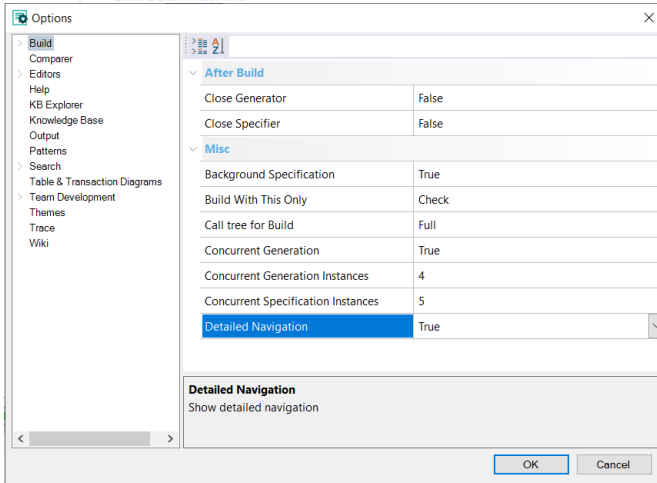 Options
Build
Comparer
Editors
Help
KB Explorer
Knowledge Base
Output
Patterns
Search
Table & Transaction Diagrams
Team Development
Themes
Trace
Wiki
After Build
Close Generator False
Close Specifier False
Misc
Background Specification True
Build With This Only Check
Call tree for Build Full
Concurrent Generation True
Concurrent Generation Instances 4
Concurrent Specification Instances 5
Detailed Navigation True
Detailed Navigation
Show detailed navigation
OK Cancel